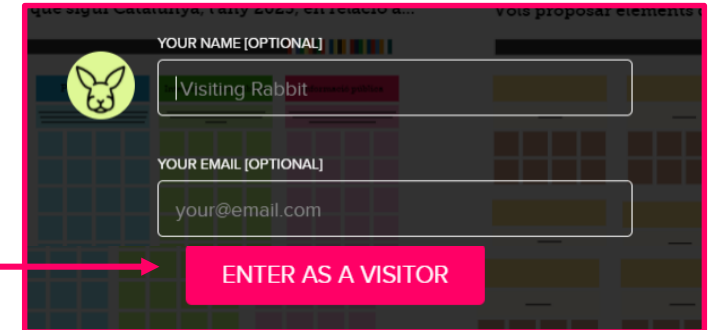 que sigui Catalunya, l'any 2025, en relació a...
Vols proposar elements
YOUR NAME [OPTIONAL]
Visiting Rabbit
YOUR EMAIL [OPTIONAL]
your@email.com
ENTER AS A VISITOR